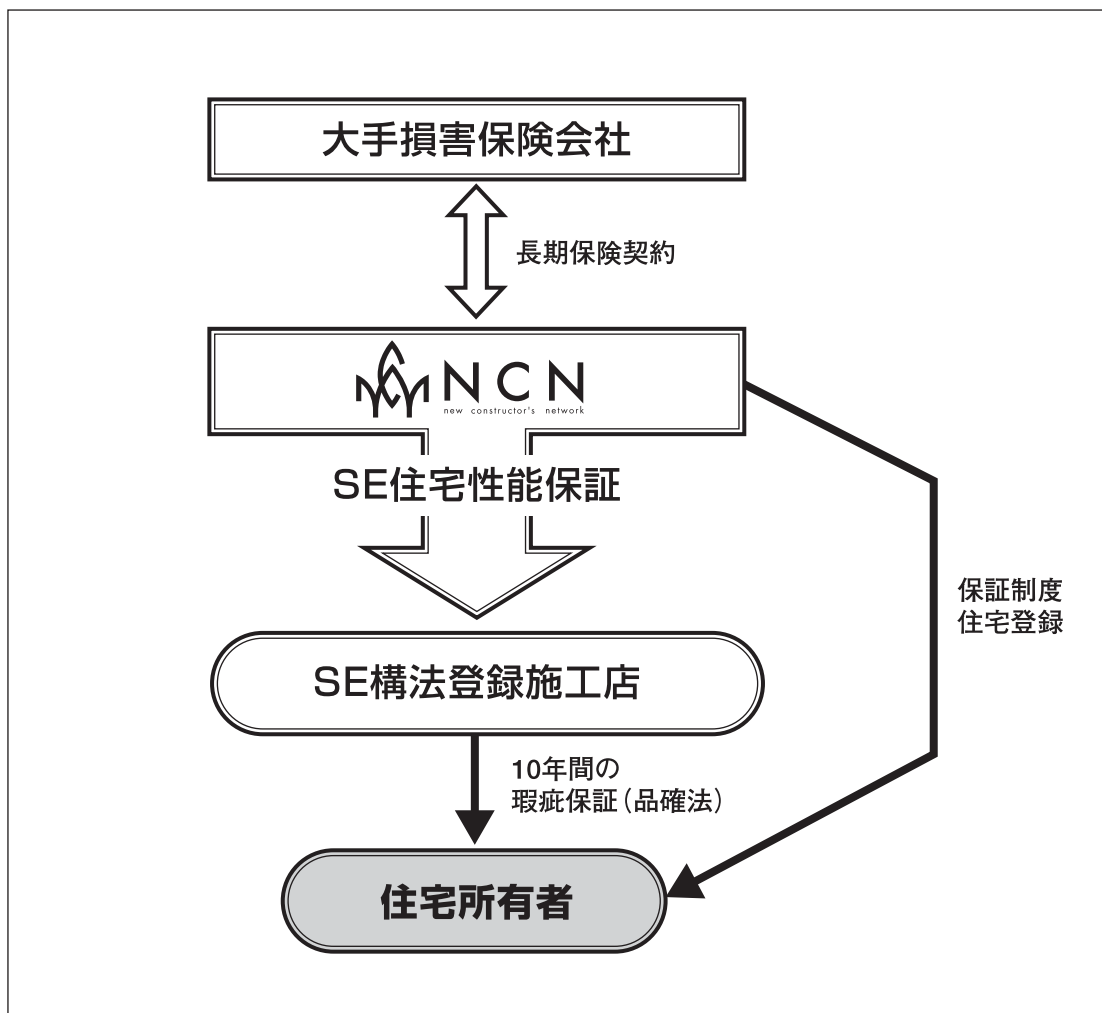 大手損害保険会社
長期保険契約
NCN
new constructor's network
SE住宅性能保証
保証制度
住宅登録
SE構法登録施工店
10年間の
瑕疵保証(品確法)
住宅所有者